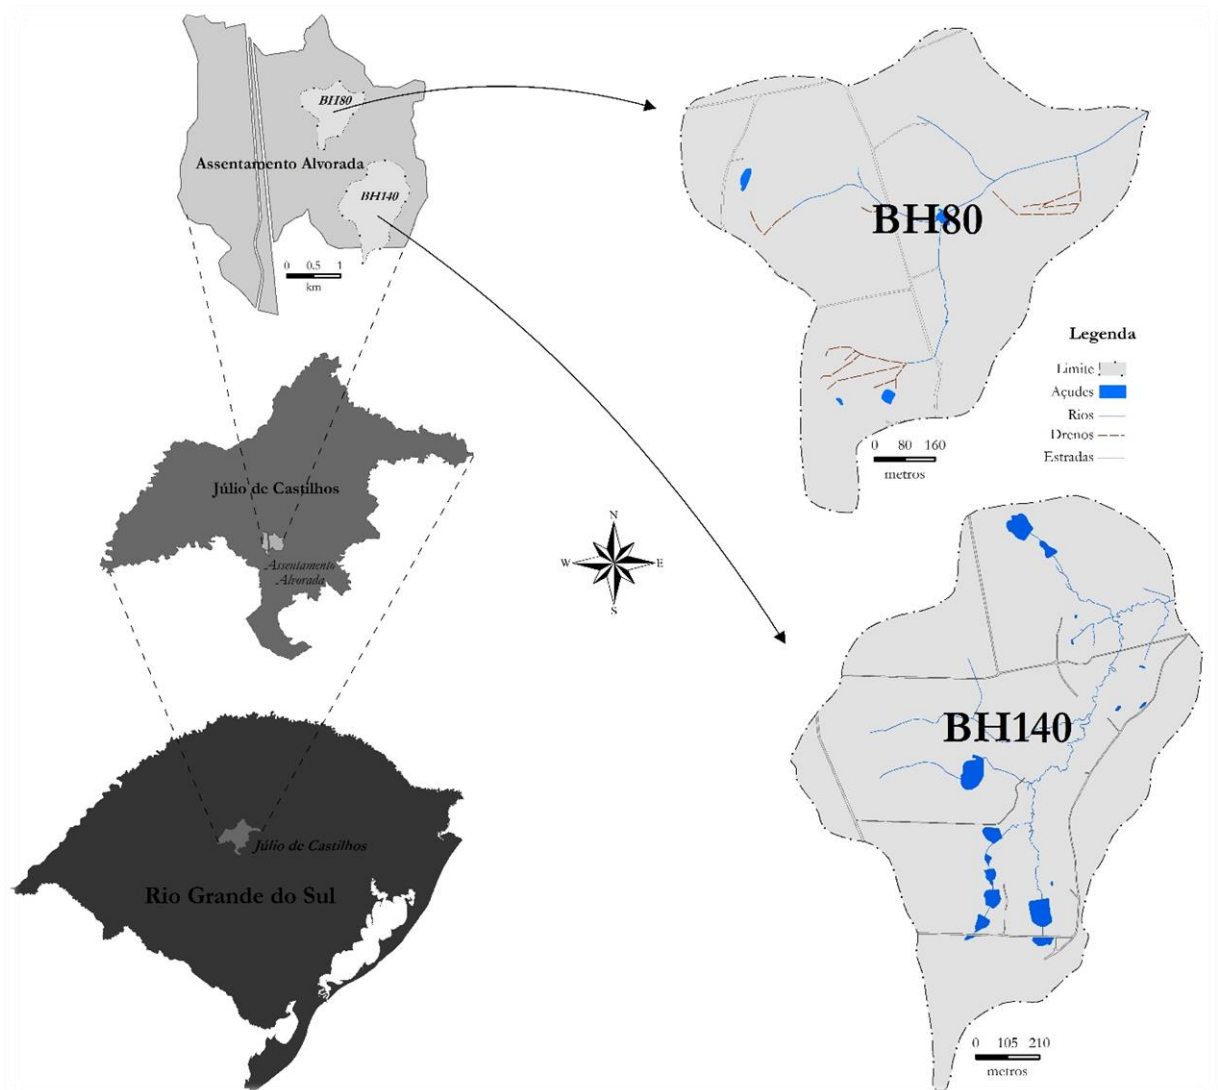 BH80
Assentamento Alvorada
BH140
0 0.5 1
km
BH80
Legenda
Limite
Açudes
Rios
Drenos
Estradas
0 80 160
metros
Júlio de Castilhos
Assentamento
Alvorada
N
W E
S
BH140
Júlio de Castilhos
Rio Grande do Sul
0 105 210
metros